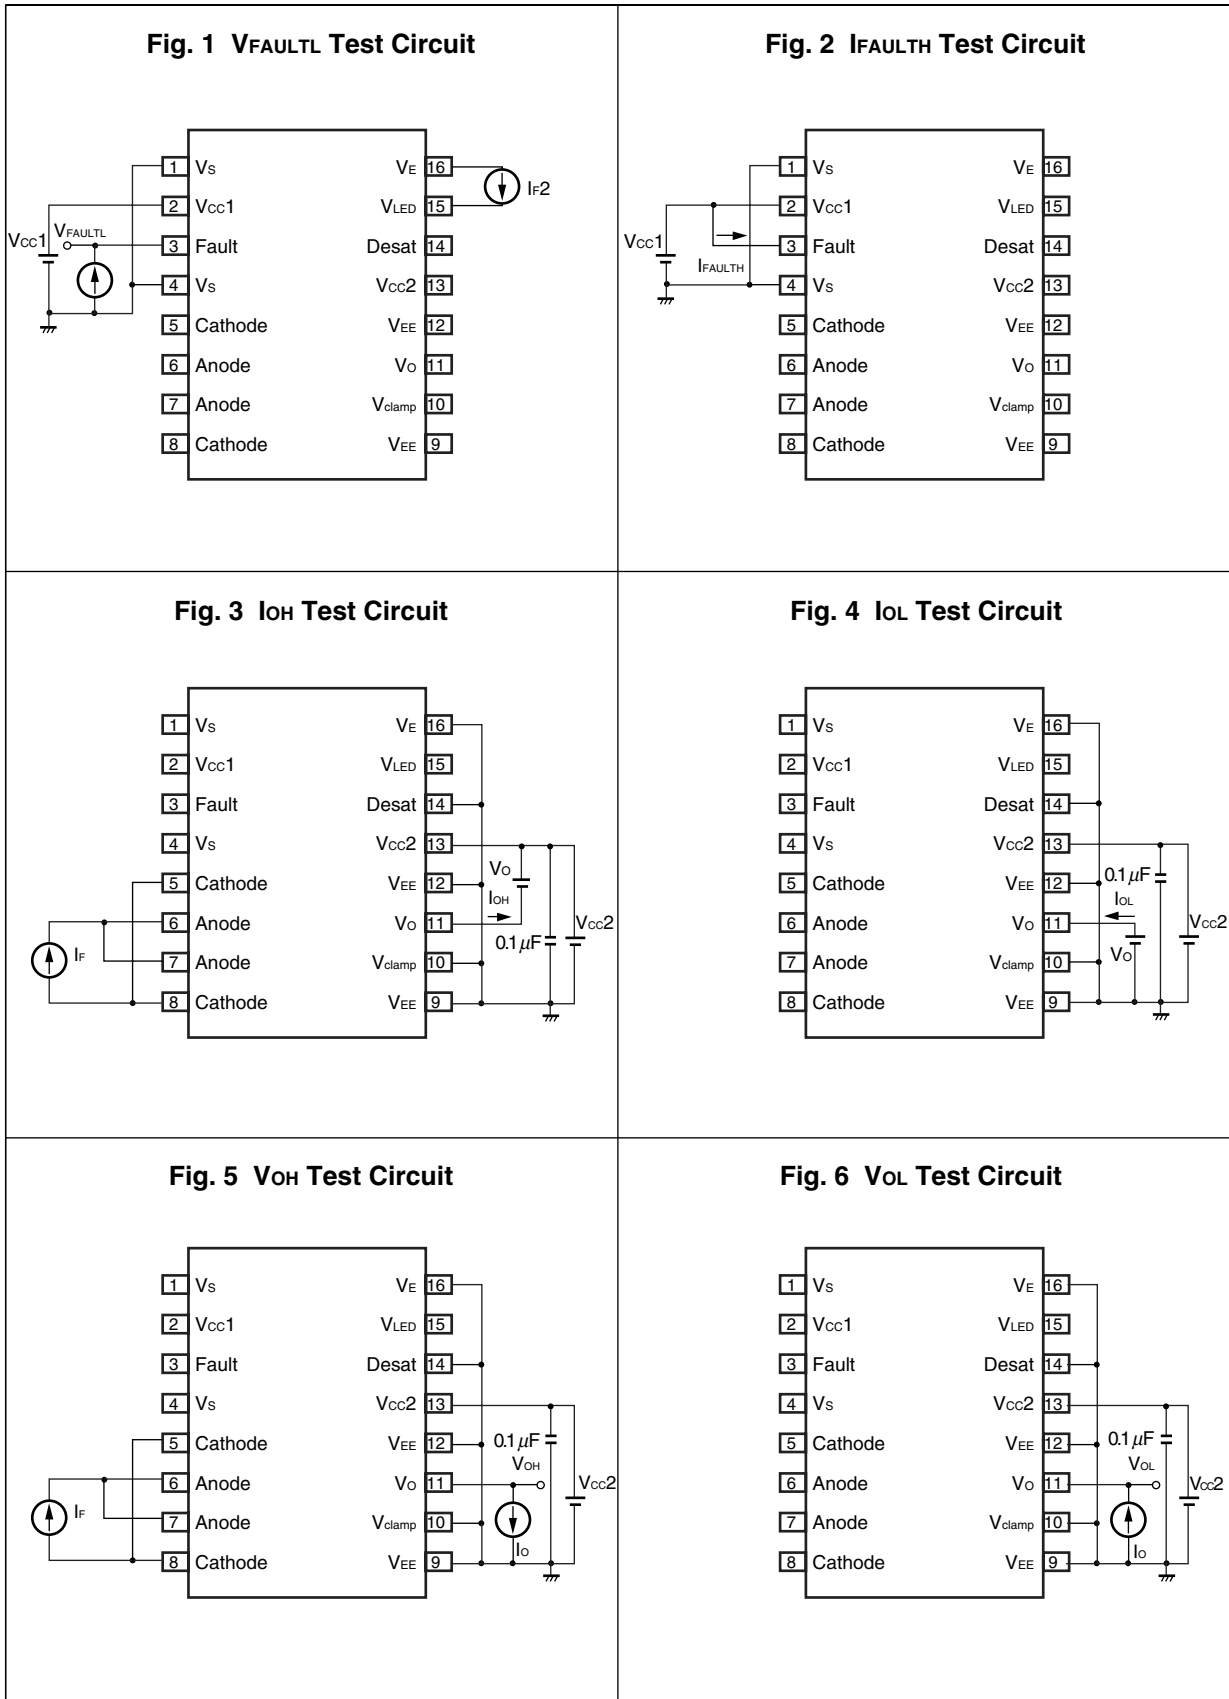 Fig. 1 VFAULTL Test Circuit
1 VS VE 16
IF2
2 VCC1 VLED 15
VCC1 VFAULTL
3 Fault Desat 14
4 VS VCC2 13
5 Cathode VEE 12
6 Anode VO 11
7 Anode Vclamp 10
8 Cathode VEE 9
Fig. 2 IFAULTH Test Circuit
1 VS VE 16
2 VCC1 VLED 15
VCC1
3 Fault Desat 14
IFAULTH
4 VS VCC2 13
5 Cathode VEE 12
6 Anode VO 11
7 Anode Vclamp 10
8 Cathode VEE 9
Fig. 3 IOH Test Circuit
1 VS VE 16
2 VCC1 VLED 15
3 Fault Desat 14
4 VS VCC2 13
VO
5 Cathode VEE 12
IOH
6 Anode VO 11
VCC2
0.1 µF
IF
7 Anode Vclamp 10
8 Cathode VEE 9
Fig. 4 IOL Test Circuit
1 VS VE 16
2 VCC1 VLED 15
3 Fault Desat 14
4 VS VCC2 13
0.1 µF
5 Cathode VEE 12
IOL
6 Anode VO 11
VCC2
VO
7 Anode Vclamp 10
8 Cathode VEE 9
Fig. 5 VOH Test Circuit
1 VS VE 16
2 VCC1 VLED 15
3 Fault Desat 14
4 VS VCC2 13
0.1 µF
5 Cathode VEE 12
VOH
6 Anode VO 11
VCC2
IF
7 Anode Vclamp 10
IO
8 Cathode VEE 9
Fig. 6 VOL Test Circuit
1 VS VE 16
2 VCC1 VLED 15
3 Fault Desat 14
4 VS VCC2 13
0.1 µF
5 Cathode VEE 12
VOL
6 Anode VO 11
VCC2
7 Anode Vclamp 10
IO
8 Cathode VEE 9